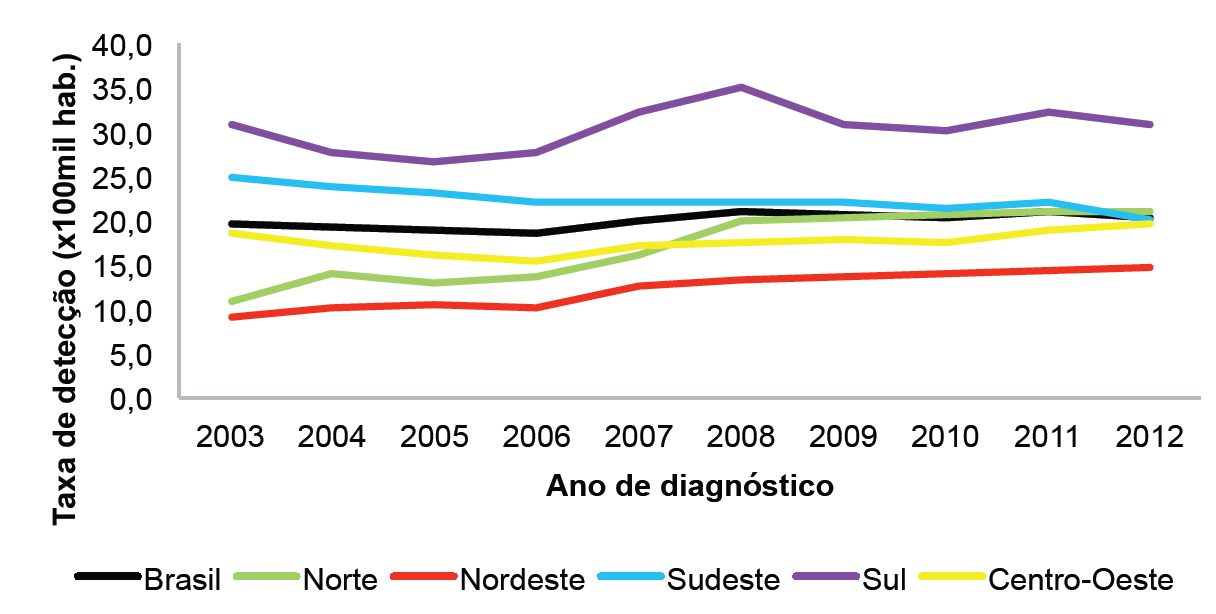 Taxa de detecção (x100mil hab.)
40,0
35,0
30,0
25,0
20,0
15,0
10,0
5,0
0,0
2003 2004 2005 2006 2007 2008 2009 2010 2011 2012
Ano de diagnóstico
Brasil Norte Nordeste Sudeste Sul Centro-Oeste